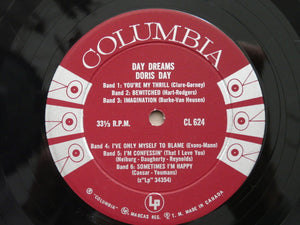 COLUMBIA
DAY DREAMS
DORIS DAY
Band 1: YOU'RE MY THRILL (Clare-Gorney)
Band 2: BEWITCHED (Hart-Rodgers)
Band 3: IMAGINATION (Burke-Van Heusen)
33⅓ R.P.M.
CL 624
Band 4: I'VE ONLY MYSELF TO BLAME (Evans-Mann)
Band 5: I'M CONFESSIN' (That I Love You)
(Neiburg - Daugherty - Reynolds)
Band 6: SOMETIMES I'M HAPPY
(Caesar - Youmans)
(x"Lp" 34354)
Lp
® "COLUMBIA", MARCAS REG. T. M. MADE IN CANADA